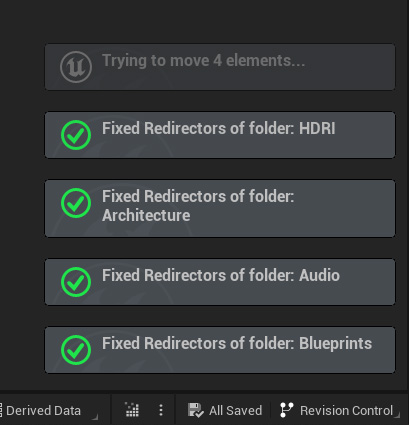 Trying to move 4 elements...
Fixed Redirectors of folder: HDRI
Fixed Redirectors of folder:
Architecture
Fixed Redirectors of folder: Audio
Fixed Redirectors of folder: Blueprints
Derived Data
All Saved
Revision Control